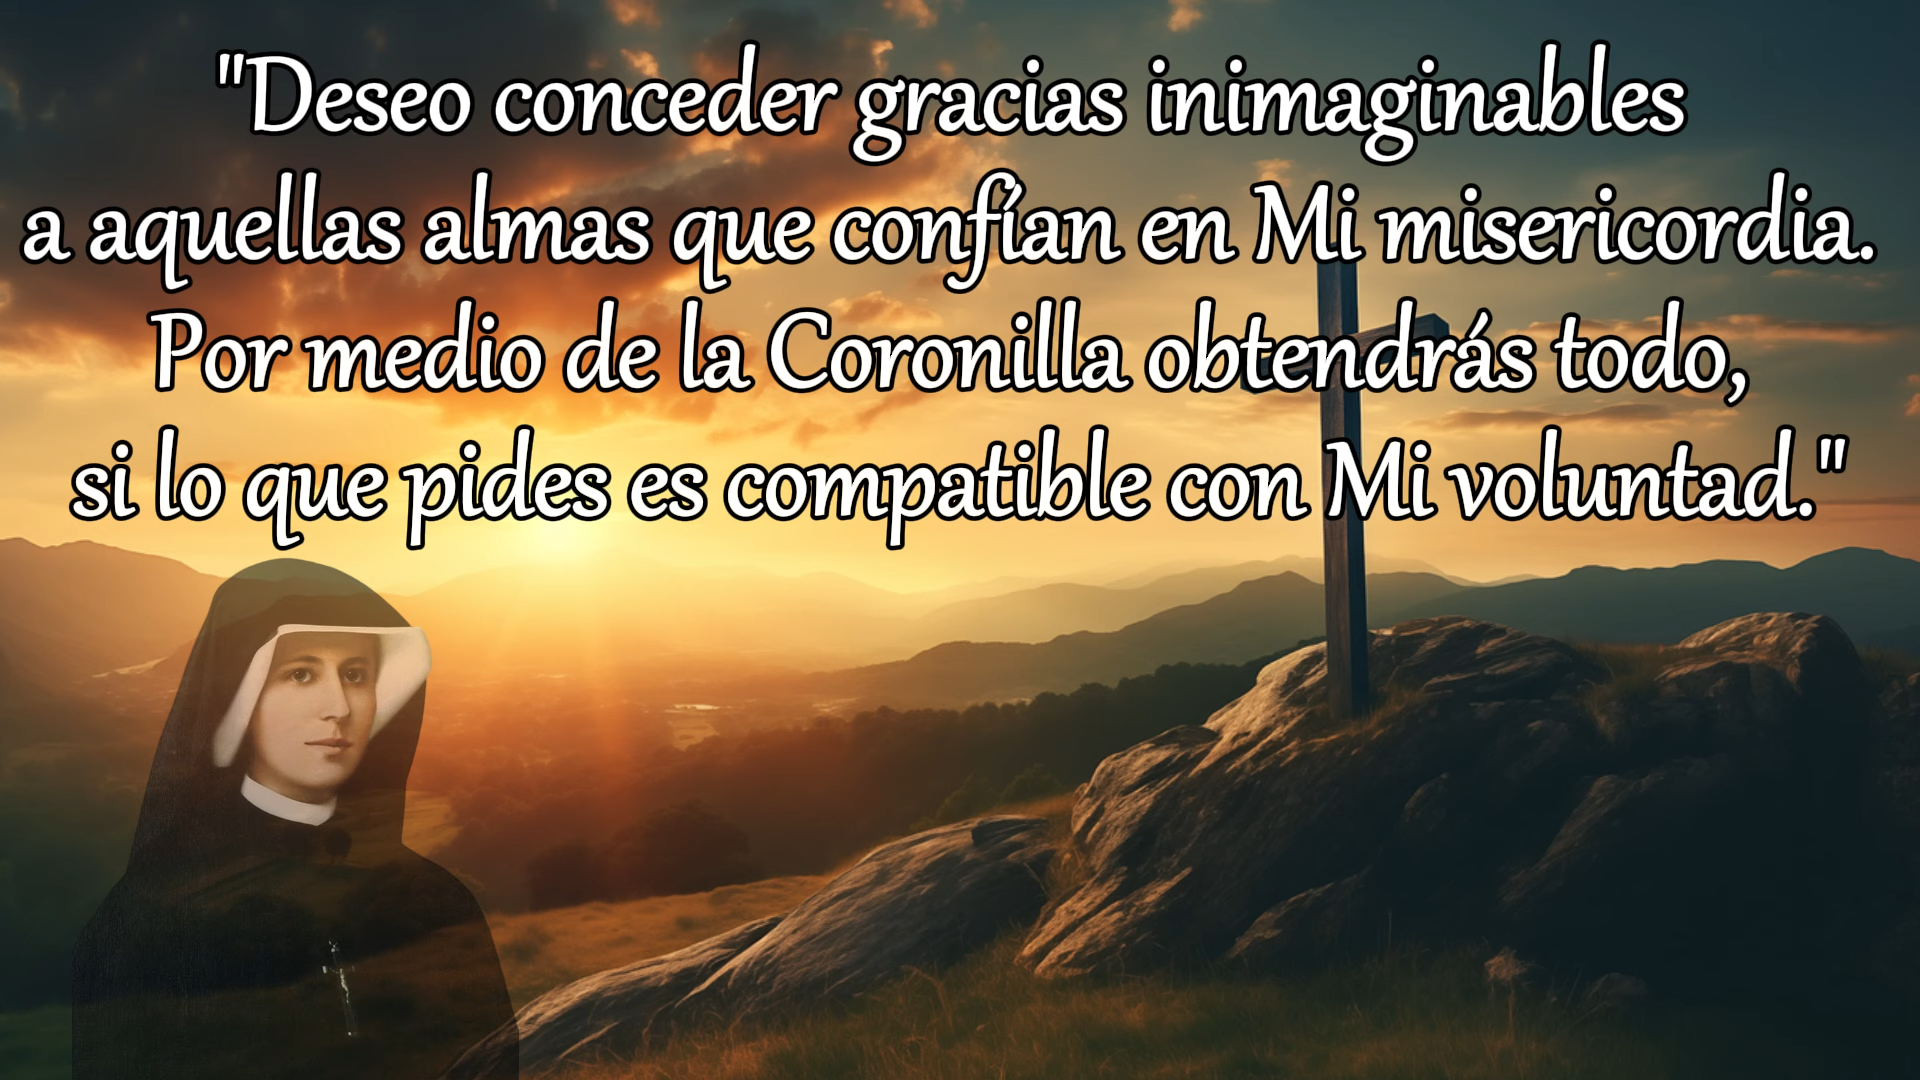 "Deseo conceder gracias inimaginables
a aquellas almas que confían en Mi misericordia.
Por medio de la Coronilla obtendrás todo,
si lo que pides es compatible con Mi voluntad."